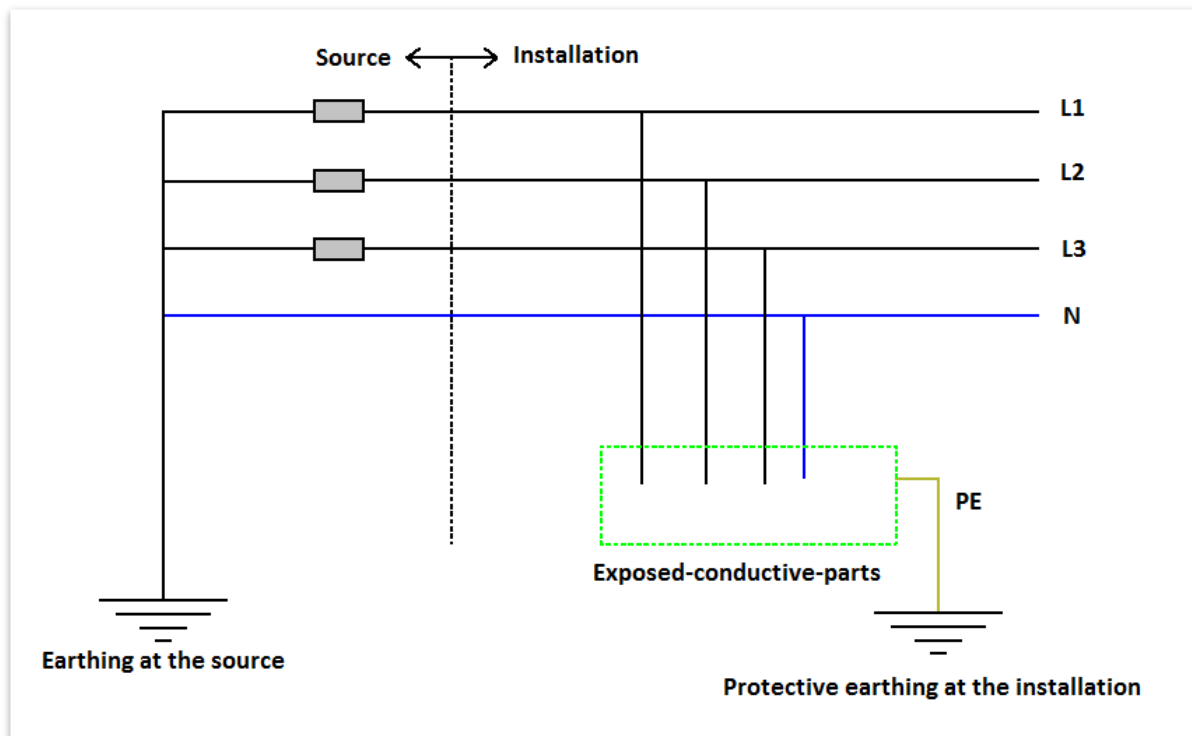 Source
Installation
L1
L2
L3
N
PE
Exposed-conductive-parts
Earthing at the source
Protective earthing at the installation